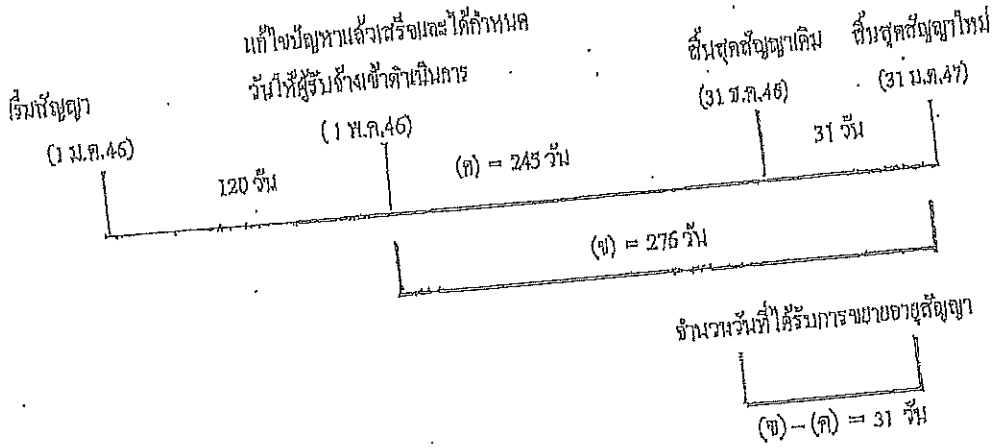 แก้ไขปัญหาแล้วเสร็จและได้กำหนด
วันให้ผู้รับจ้างเข้าดำเนินการ
(1 พ.ค.46)
เริ่มสัญญา
(1 ม.ค.46)
สิ้นสุดสัญญาเดิม
(31 ธ.ค.46)
สิ้นสุดสัญญาใหม่
(31 ม.ค.47)
120 วัน
(ค) = 245 วัน
31 วัน
(ข) = 276 วัน
จำนวนวันที่ได้รับการขยายอายุสัญญา
(ข) – (ค) = 31 วัน